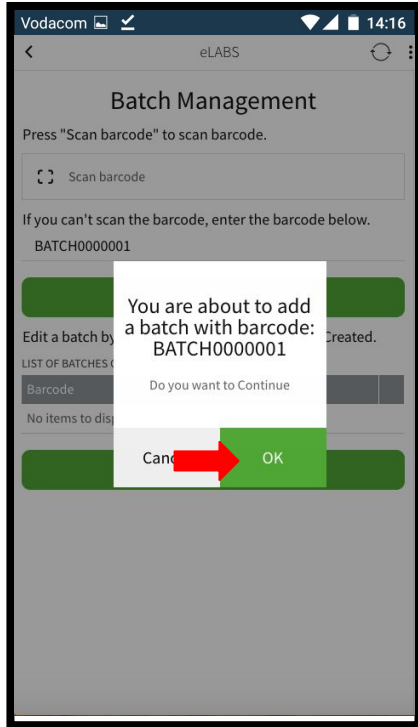 Vodacom 14:16
eLABS
Batch Management
Press "Scan barcode" to scan barcode.
Scan barcode
If you can't scan the barcode, enter the barcode below.
BATCH0000001
You are about to add
a batch with barcode:
BATCH0000001
Do you want to Continue
Edit a batch by Created.
LIST OF BATCHES
Barcode
No items to
OK